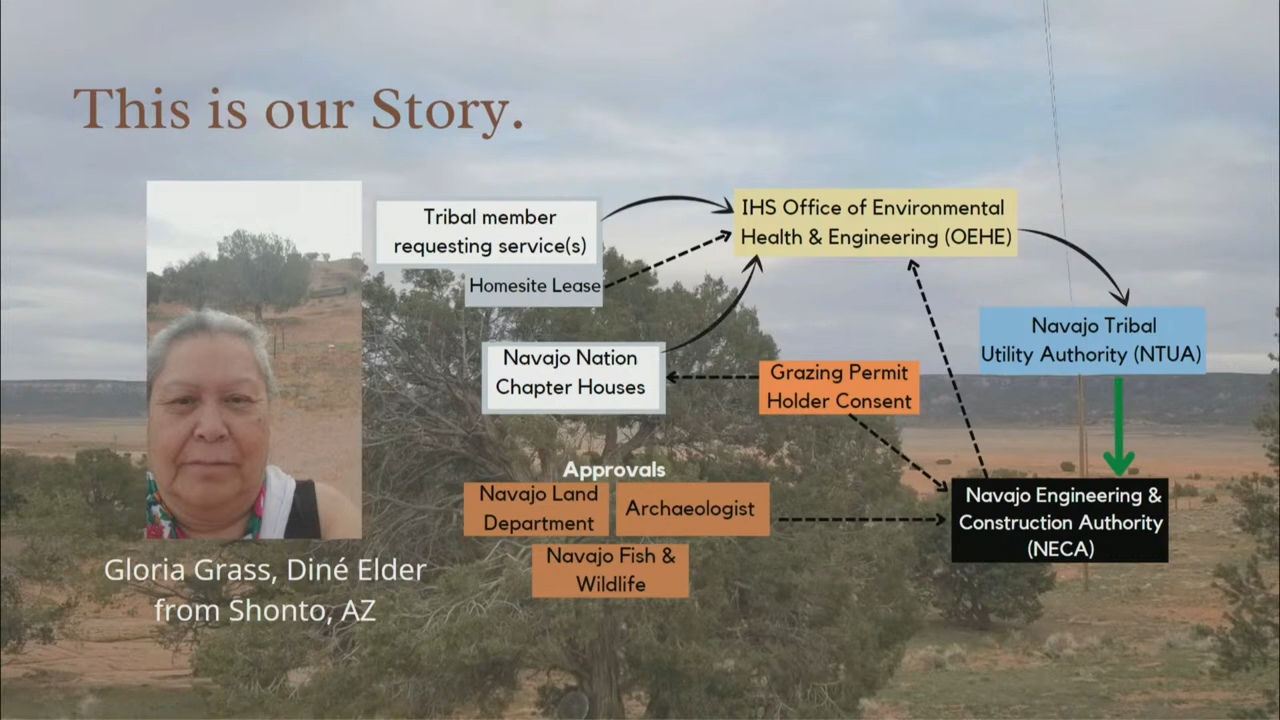 This is our Story.
Tribal member
requesting service(s)
Homesite Lease
IHS Office of Environmental
Health & Engineering (OEHE)
Navajo Tribal
Utility Authority (NTUA)
Navajo Nation
Chapter Houses
Grazing Permit
Holder Consent
Approvals
Navajo Land
Department
Archaeologist
Navajo Fish &
Wildlife
Navajo Engineering &
Construction Authority
(NECA)
Gloria Grass, Diné Elder
from Shonto, AZ